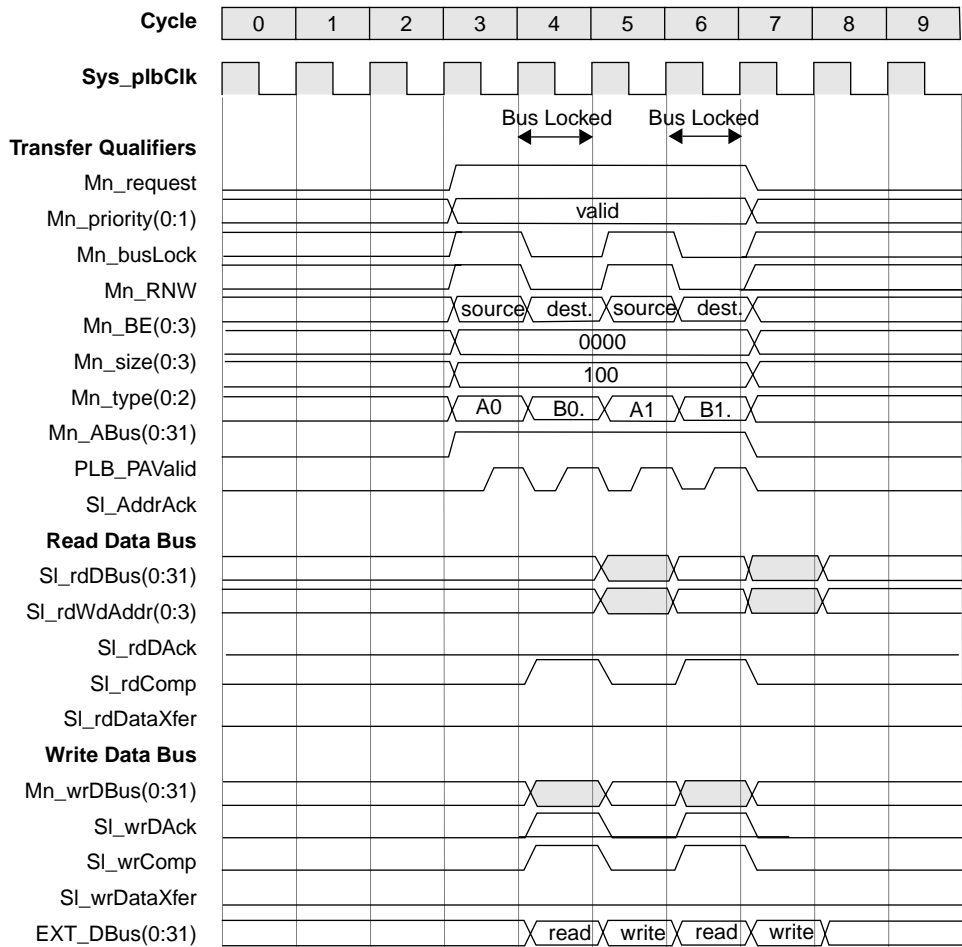 Cycle 0 1 2 3 4 5 6 7 8 9
Sys_plbClk
Bus Locked Bus Locked
Transfer Qualifiers
Mn_request
Mn_priority(0:1) valid
Mn_busLock
Mn_RNW
Mn_BE(0:3) source dest. source dest.
Mn_size(0:3) 0000
Mn_type(0:2) 100
Mn_ABus(0:31) A0 B0. A1 B1.
PLB_PAValid
Sl_AddrAck
Read Data Bus
Sl_rdDBus(0:31)
Sl_rdWdAddr(0:3)
Sl_rdDAck
Sl_rdComp
Sl_rdDataXfer
Write Data Bus
Mn_wrDBus(0:31)
Sl_wrDAck
Sl_wrComp
Sl_wrDataXfer
EXT_DBus(0:31) read write read write